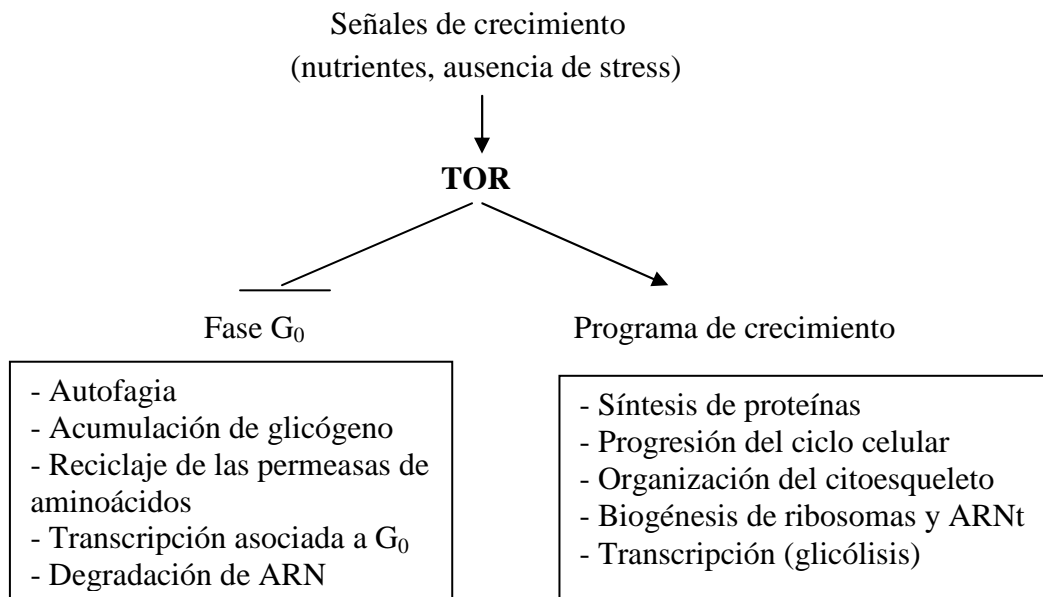 Señales de crecimiento
(nutrientes, ausencia de stress)
TOR
Fase G₀
Programa de crecimiento
- Autofagia
- Acumulación de glicógeno
- Reciclaje de las permeasas de
aminoácidos
- Transcripción asociada a G₀
- Degradación de ARN
- Síntesis de proteínas
- Progresión del ciclo celular
- Organización del citoesqueleto
- Biogénesis de ribosomas y ARNt
- Transcripción (glicólisis)